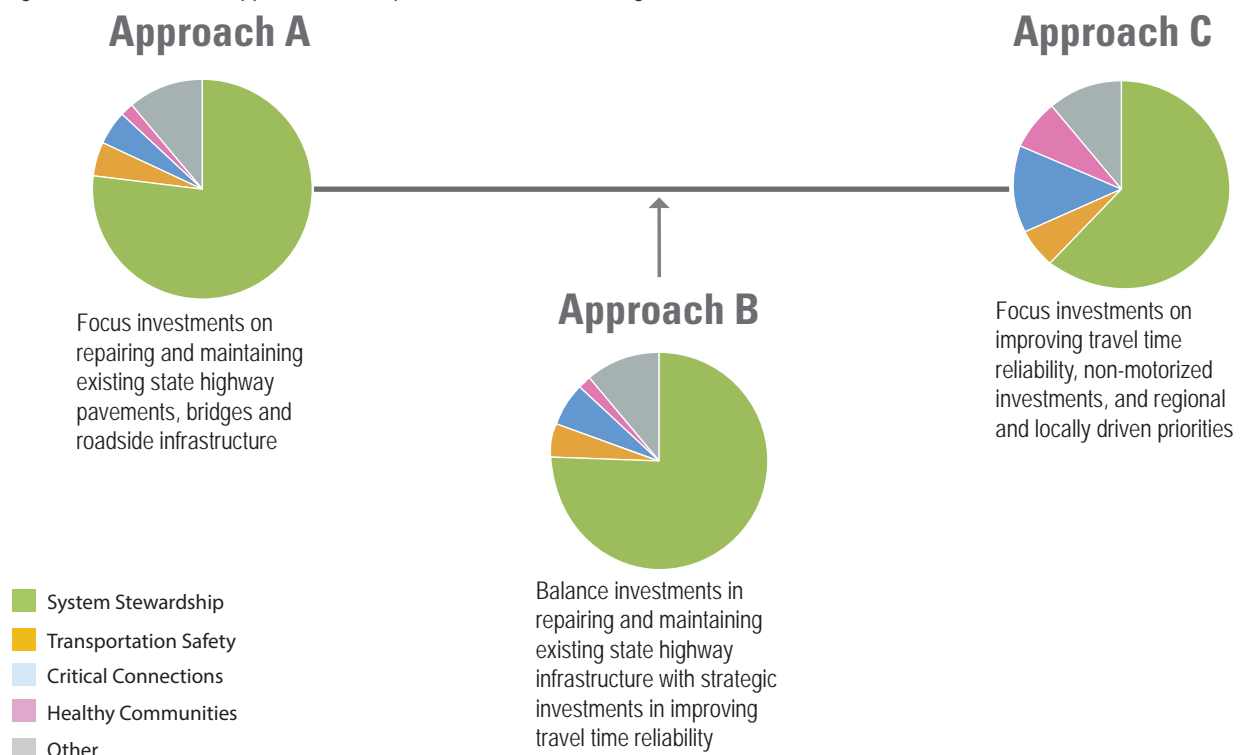 Approach A
Approach C
Focus investments on
repairing and maintaining
existing state highway
pavements, bridges and
roadside infrastructure
Approach B
Focus investments on
improving travel time
reliability, non-motorized
investments, and regional
and locally driven priorities
Balance investments in
repairing and maintaining
existing state highway
infrastructure with strategic
investments in improving
travel time reliability
System Stewardship
Transportation Safety
Critical Connections
Healthy Communities
Other